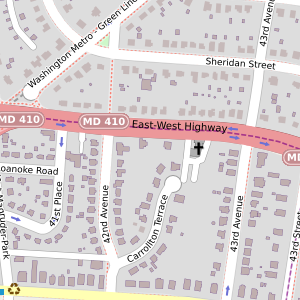 Washington Metro - Green Line
43rd Avenue
Sheridan Street
MD 410
MD 410
East-West Highway
MD
Roanoke Road
41st Place
42nd Avenue
Carrollton Terrace
43rd Avenue
43rd Street